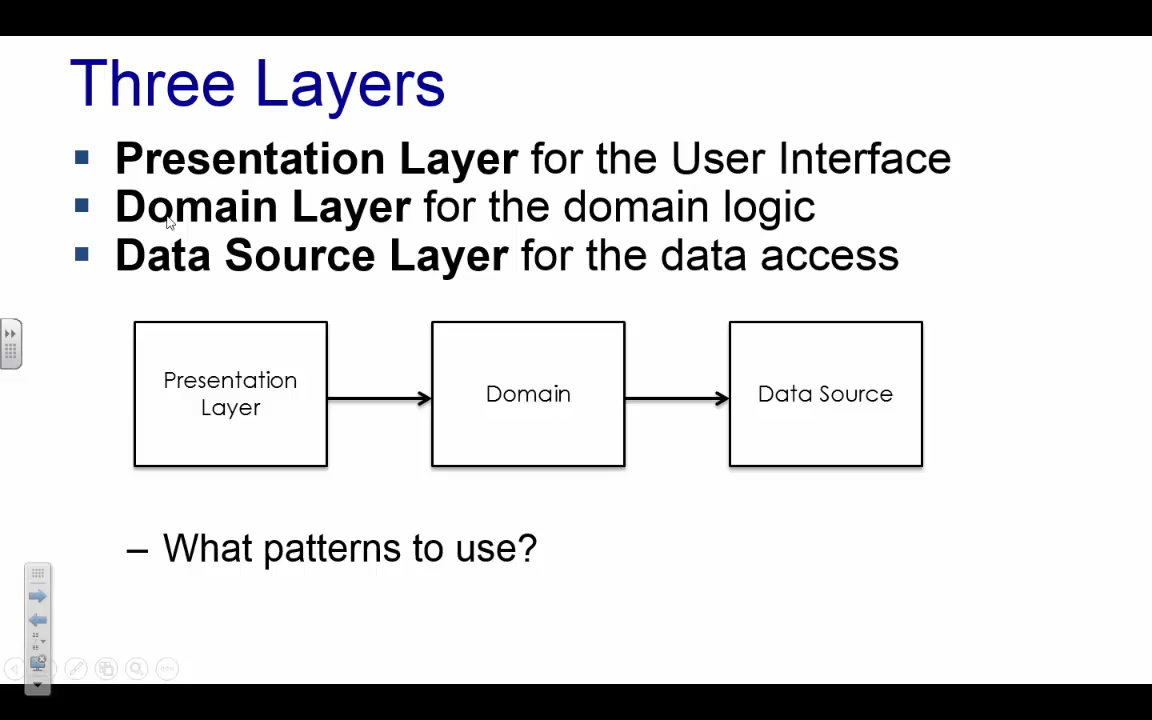 Three Layers
Presentation Layer for the User Interface
Domain Layer for the domain logic
Data Source Layer for the data access
Presentation
Layer
Domain
Data Source
– What patterns to use?